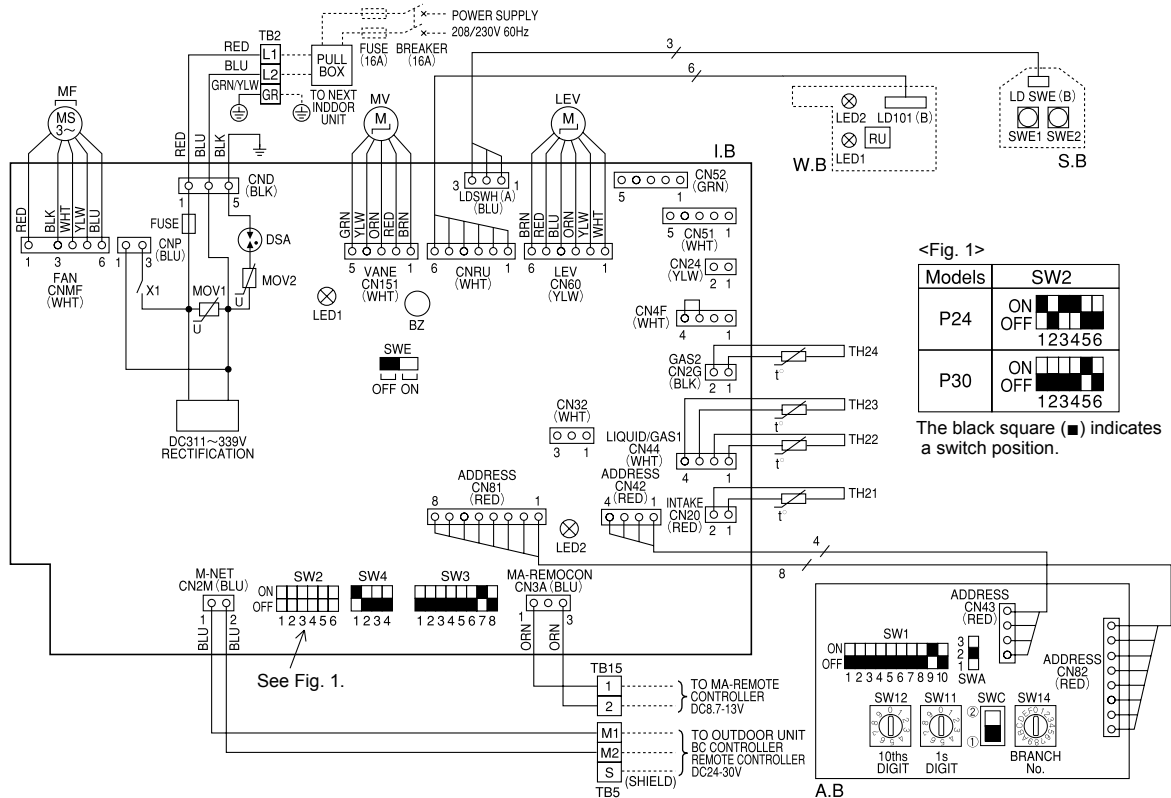 POWER SUPPLY
208/230V 60Hz
FUSE
(16A)
BREAKER
(16A)
TB2
RED
L1
BLU
L2
GRN/YLW
GR
PULL
BOX
TO NEXT
INDOOR
UNIT
MF
MS
3~
MV
M
LEV
M
3
6
LED2
LD101 (B)
LED1
RU
W.B
LD SWE (B)
SWE1
SWE2
S.B
I.B
RED
BLU
BLK
RED
BLK
WHT
YLW
BLU
1 3 6
FAN
CNMF
(WHT)
CND
(BLK)
1 5
FUSE
DSA
CNP
(BLU)
1 3
X1
MOV1
U
MOV2
U
DC311~339V
RECTIFICATION
GRN
YLW
ORN
RED
BRN
5 1
VANE
CN151
(WHT)
LED1
BZ
SWE
OFF ON
3 1
LDSWH (A)
(BLU)
6 1
CNRU
(WHT)
BRN
RED
BLU
ORN
YLW
WHT
6 1
LEV
CN60
(YLW)
CN52
(GRN)
5 1
5 1
CN51
(WHT)
CN24
(YLW)
2 1
CN4F
(WHT)
4 1
GAS2
CN2G
(BLK)
2 1
t°
TH24
CN32
(WHT)
3 1
t°
TH23
LIQUID/GAS1
CN44
(WHT)
4 1
t°
TH22
INTAKE
CN20
(RED)
2 1
t°
TH21
ADDRESS
CN81
(RED)
8 1
LED2
ADDRESS
CN42
(RED)
4 1
4
8
<Fig. 1>
Models SW2
P24
ON
OFF
123456
P30
ON
OFF
123456
The black square (■) indicates
a switch position.
M-NET
CN2M (BLU)
1 2
BLU
BLU
SW2
ON
OFF
1 2 3 4 5 6
See Fig. 1.
SW4
1 2 3 4
SW3
1 2 3 4 5 6 7 8
MA-REMOCON
CN3A (BLU)
1 3
ORN
ORN
TB15
1
2
TO MA-REMOTE
CONTROLLER
DC8.7-13V
M1
M2
S
TB5
(SHIELD)
TO OUTDOOR UNIT
BC CONTROLLER
REMOTE CONTROLLER
DC24-30V
A.B
SW1
ON
OFF
1 2 3 4 5 6 7 8 9 10
3
2
1
SWA
ADDRESS
CN43
(RED)
ADDRESS
CN82
(RED)
SW12
10ths
DIGIT
SW11
1s
DIGIT
SWC
②
①
SW14
BRANCH
No.